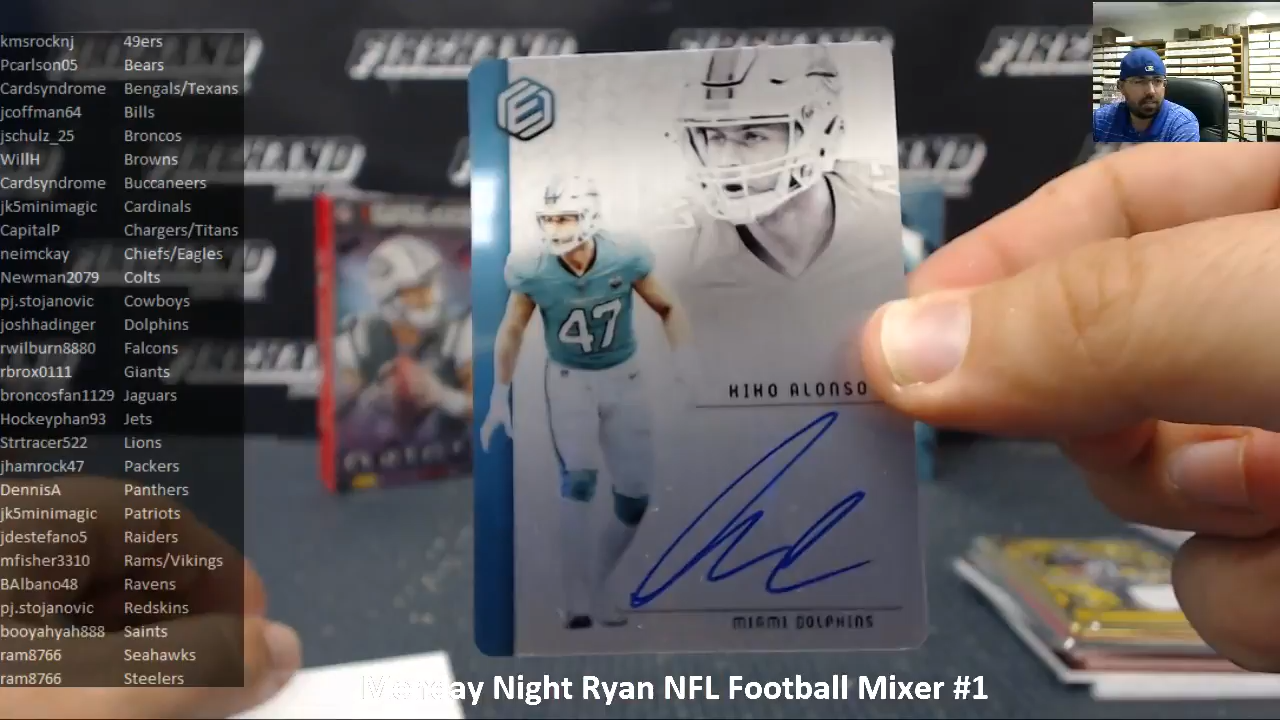 kmsrocknj 49ers
Pcarlson05 Bears
Cardsyndrome Bengals/Texans
jcoffman64 Bills
jschulz_25 Broncos
WillH Browns
Cardsyndrome Buccaneers
jk5minimagic Cardinals
CapitalP Chargers/Titans
neimckay Chiefs/Eagles
Newman2079 Colts
pj.stojanovic Cowboys
joshhadinger Dolphins
rwilburn8880 Falcons
rbrox0111 Giants
broncosfan1129 Jaguars
Hockeyphan93 Jets
Strtracer522 Lions
jhamrock47 Packers
DennisA Panthers
jk5minimagic Patriots
jdestefano5 Raiders
mfisher3310 Rams/Vikings
BAlbano48 Ravens
pj.stojanovic Redskins
booyahyah888 Saints
ram8766 Seahawks
ram8766 Steelers
47
KIKO ALONSO
MIAMI DOLPHINS
Monday Night Ryan NFL Football Mixer #1